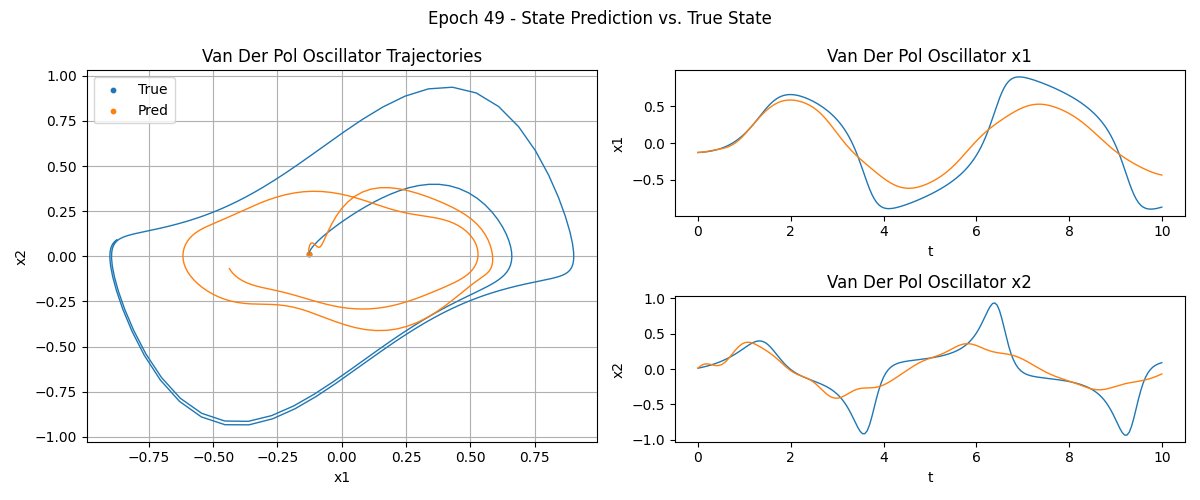 Epoch 49 - State Prediction vs. True State
Van Der Pol Oscillator Trajectories
True
Pred
1.00
0.75
0.50
0.25
0.00
−0.25
−0.50
−0.75
−1.00
x2
−0.75 −0.50 −0.25 0.00 0.25 0.50 0.75
x1
Van Der Pol Oscillator x1
0.5
0.0
−0.5
x1
0 2 4 6 8 10
t
Van Der Pol Oscillator x2
1.0
0.5
0.0
−0.5
−1.0
x2
0 2 4 6 8 10
t